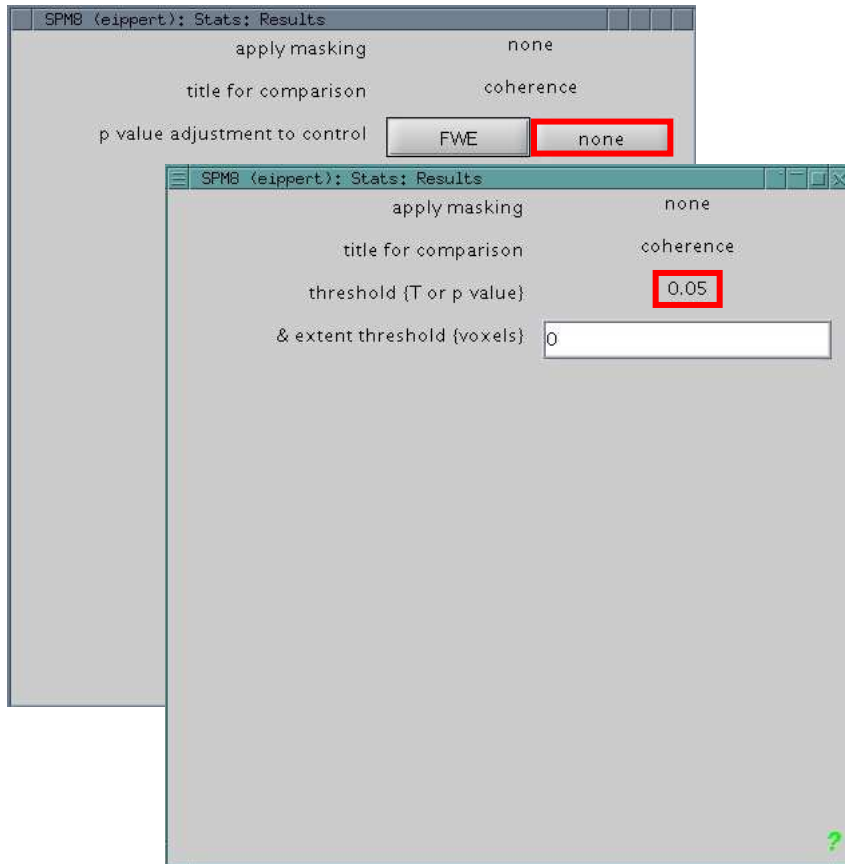 SPM8 (eippert): Stats: Results
apply masking none
title for comparison coherence
p value adjustment to control FWE none
SPM8 (eippert): Stats: Results
apply masking none
title for comparison coherence
threshold {T or p value} 0.05
& extent threshold {voxels} 0
?